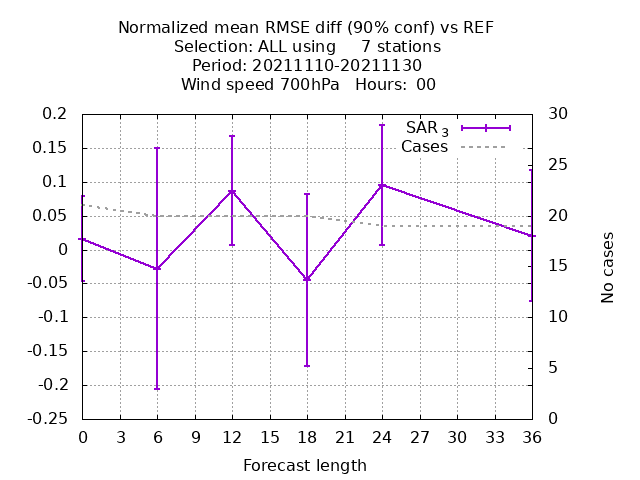 Normalized mean RMSE diff (90% conf) vs REF
Selection: ALL using     7 stations
Period: 20211110-20211130
Wind speed 700hPa   Hours:  00
0.2
0.15
0.1
0.05
0
-0.05
-0.1
-0.15
-0.2
-0.25
SAR 3
Cases
30
25
20
15
10
5
0
No cases
0 3 6 9 12 15 18 21 24 27 30 33 36
Forecast length